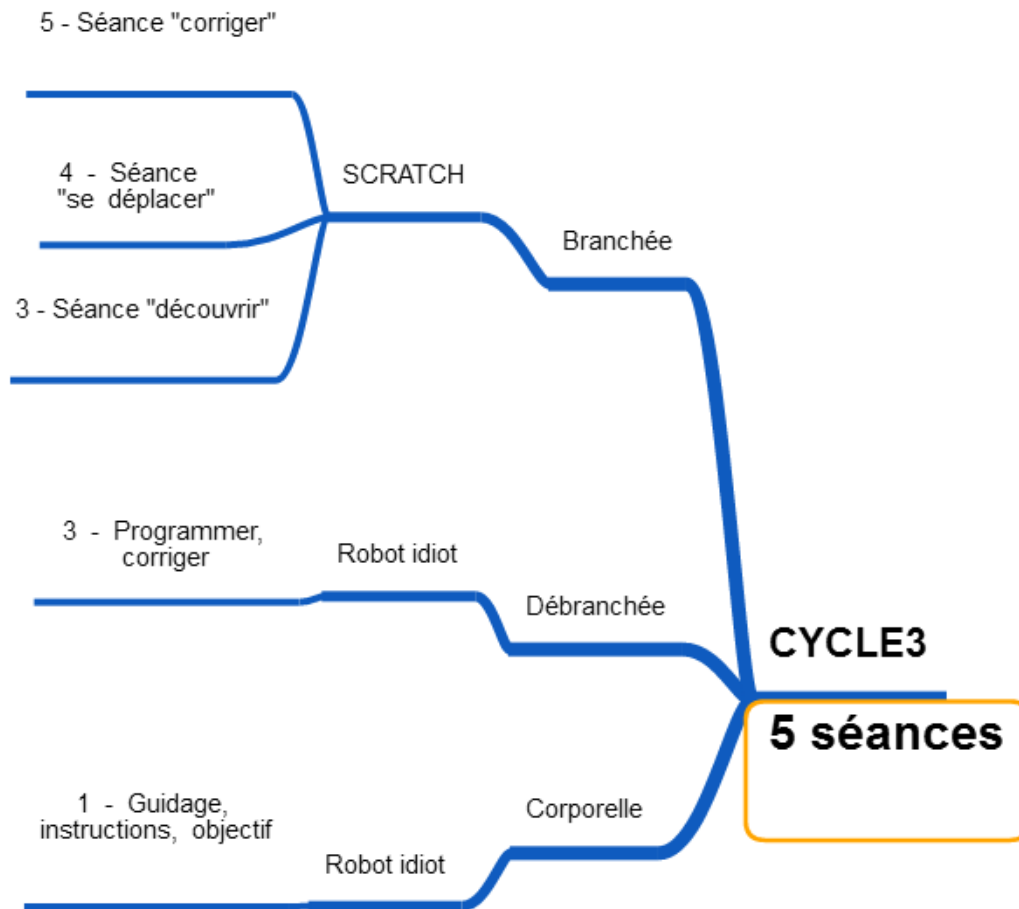 5 - Séance "corriger"
4 - Séance
"se déplacer"
SCRATCH
Branchée
3 - Séance "découvrir"
3 - Programmer,
corriger
Robot idiot
Débranchée
CYCLE3
5 séances
1 - Guidage,
instructions, objectif
Robot idiot
Corporelle